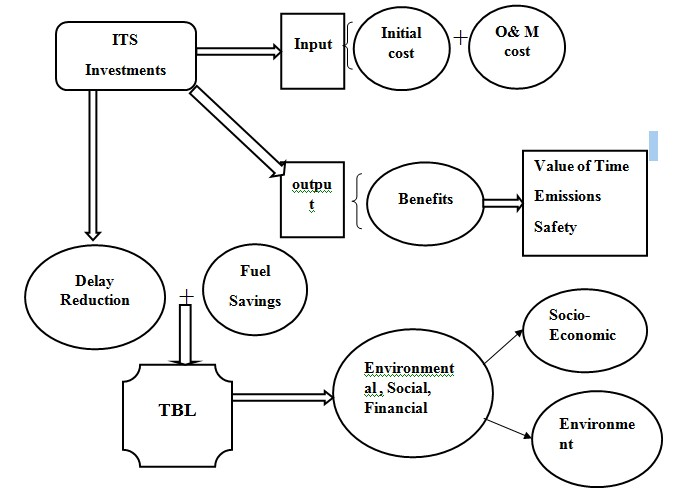 ITS
Investments
Input
Initial
cost
+
O& M
cost
outpu
t
Benefits
Value of Time
Emissions
Safety
Delay
Reduction
+
Fuel
Savings
TBL
Environment
al, Social,
Financial
Socio-
Economic
Environme
nt